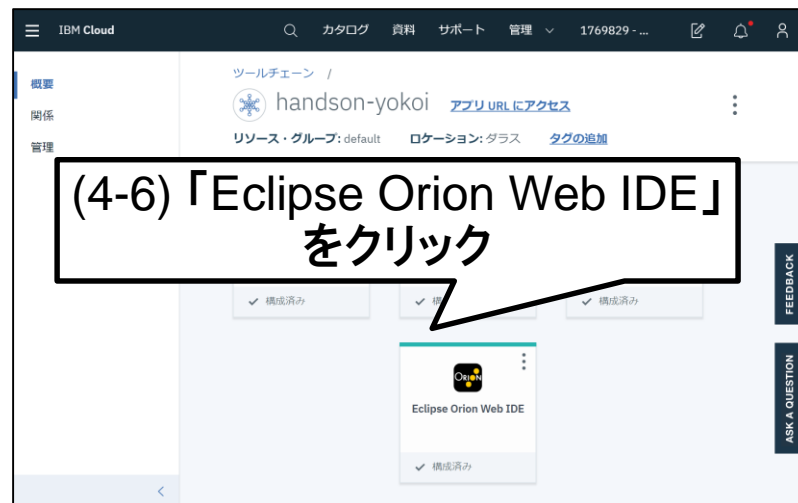 IBM Cloud カタログ 資料 サポート 管理 1769829 - ...
概要
関係
管理
ツールチェーン /
handson-yokoi アプリ URL にアクセス
リソース・グループ: default ロケーション: ダラス タグの追加
(4-6)「Eclipse Orion Web IDE」
をクリック
構成済み 構 構成済み
ORION
Eclipse Orion Web IDE
構成済み
FEEDBACK
ASK A QUESTION